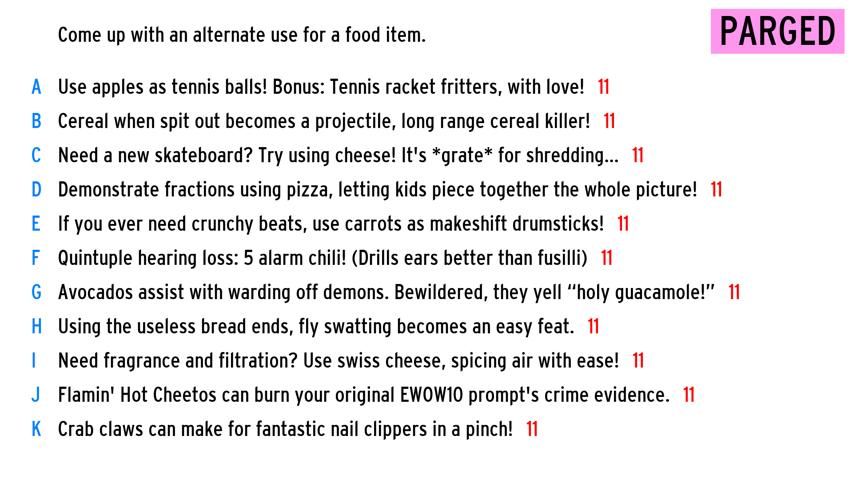 Come up with an alternate use for a food item.
PARGED
A Use apples as tennis balls! Bonus: Tennis racket fritters, with love! 11
B Cereal when spit out becomes a projectile, long range cereal killer! 11
C Need a new skateboard? Try using cheese! It's *grate* for shredding... 11
D Demonstrate fractions using pizza, letting kids piece together the whole picture! 11
E If you ever need crunchy beats, use carrots as makeshift drumsticks! 11
F Quintuple hearing loss: 5 alarm chili! (Drills ears better than fusilli) 11
G Avocados assist with warding off demons. Bewildered, they yell “holy guacamole!” 11
H Using the useless bread ends, fly swatting becomes an easy feat. 11
I Need fragrance and filtration? Use swiss cheese, spicing air with ease! 11
J Flamin' Hot Cheetos can burn your original EWOW10 prompt's crime evidence. 11
K Crab claws can make for fantastic nail clippers in a pinch! 11